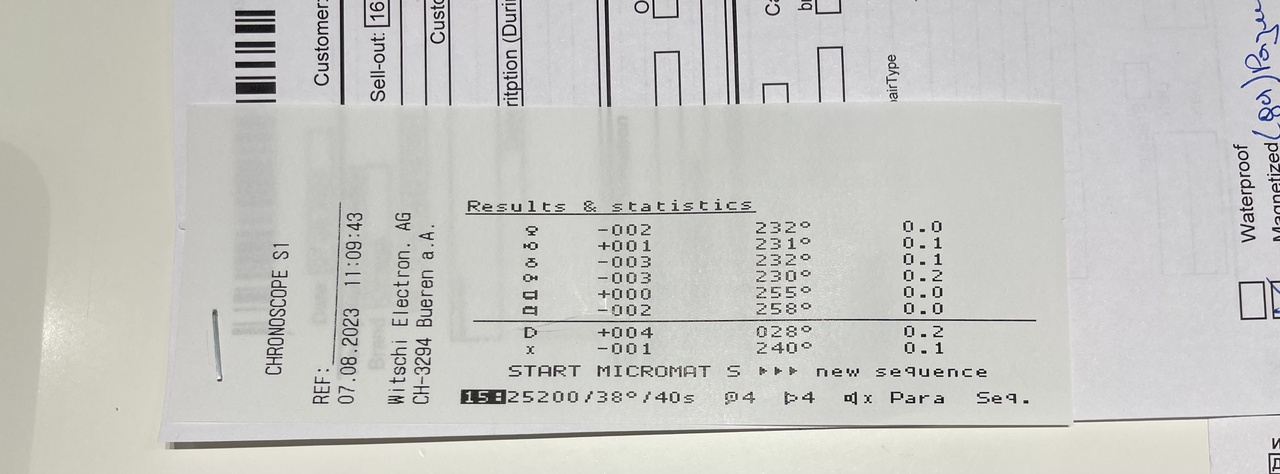 Customer:
Sell-out: 16
Custo
ritption (Duri
airType
Waterproof
Magnetized
CHRONOSCOPE S1
REF:
07.08.2023 11:09:43
Witschi Electron. AG
CH-3294 Bueren a.A.
Results & statistics
-002 232° 0.0
+001 231° 0.1
-003 232° 0.1
-003 230° 0.2
+000 255° 0.0
-002 258° 0.0
D +004 028° 0.2
x -001 240° 0.1
START MICROMAT S ▸▸▸ new sequence
15:25200/38°/40s 4 4 x Para Seq.